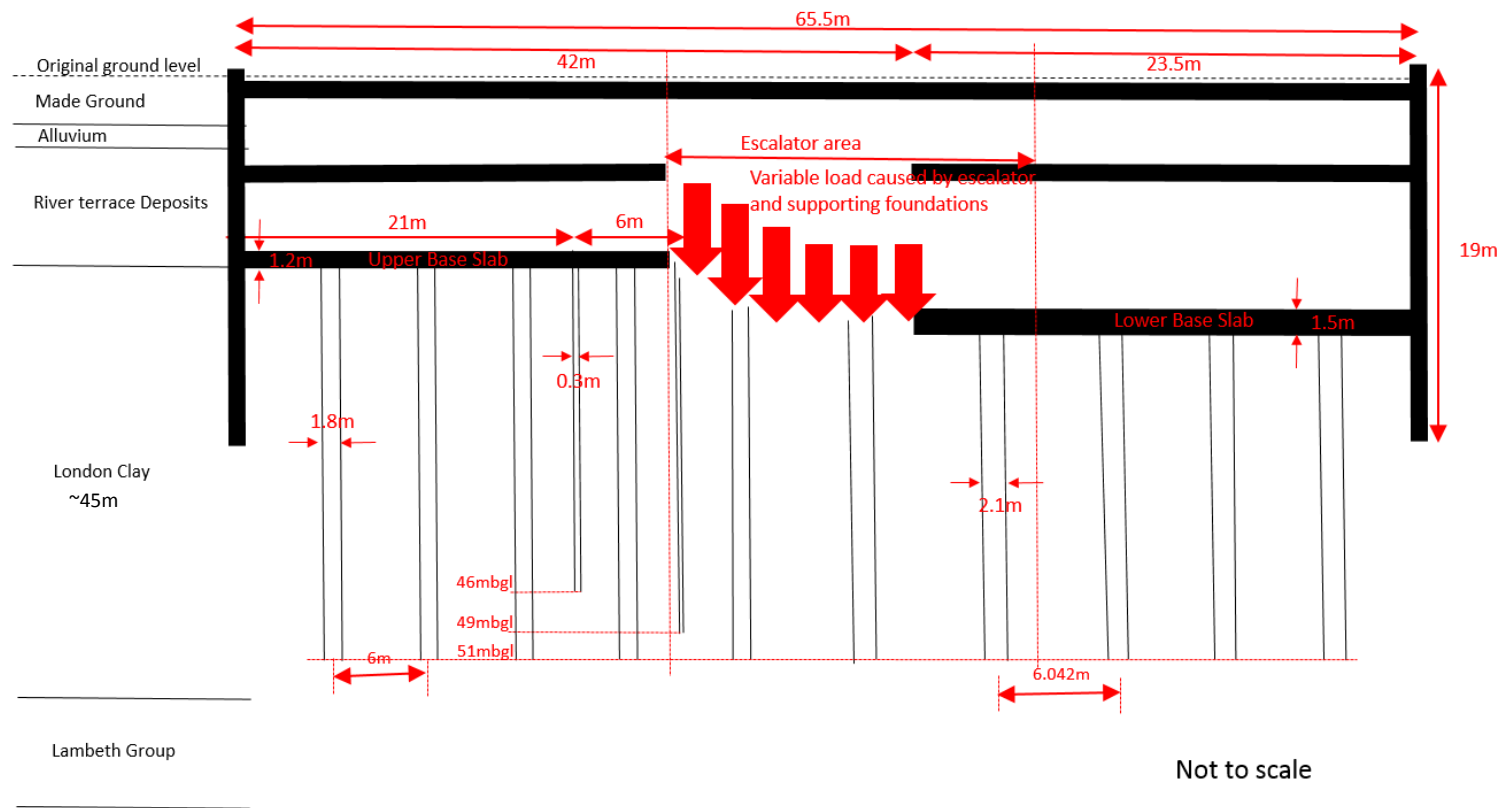 65.5m
Original ground level
42m
23.5m
Made Ground
Alluvium
Escalator area
Variable load caused by escalator
and supporting foundations
River terrace Deposits
21m
6m
19m
1.2m
Upper Base Slab
Lower Base Slab
1.5m
0.3m
1.8m
London Clay
~45m
2.1m
46mbgl
49mbgl
51mbgl
6m
6.042m
Lambeth Group
Not to scale